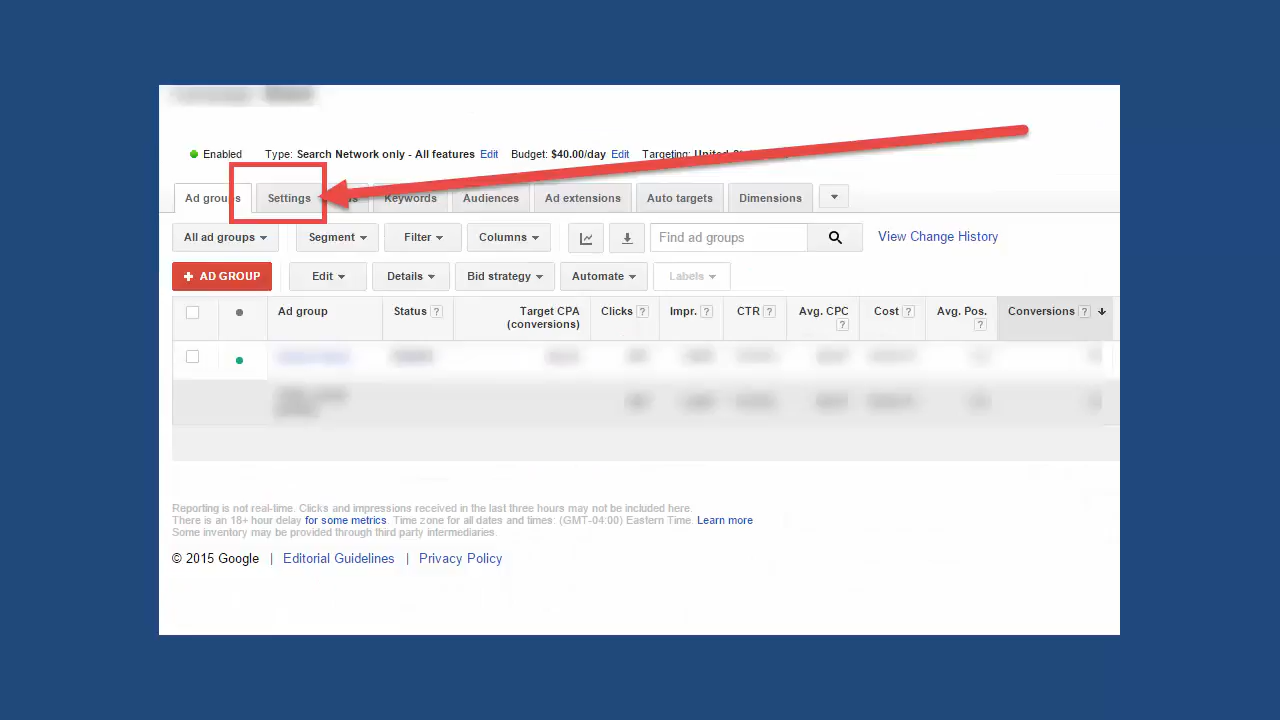 Enabled Type: Search Network only - All features Edit Budget: $40.00/day Edit Targeting:
Ad groups Settings Keywords Audiences Ad extensions Auto targets Dimensions
All ad groups Segment Filter Columns Find ad groups View Change History
+ AD GROUP Edit Details Bid strategy Automate Labels
Ad group Status ? Target CPA (conversions) Clicks ? Impr. ? CTR ? Avg. CPC ? Cost ? Avg. Pos. ? Conversions ?
Reporting is not real-time. Clicks and impressions received in the last three hours may not be included here.
There is an 18+ hour delay for some metrics. Time zone for all dates and times: (GMT-04:00) Eastern Time. Learn more
Some inventory may be provided through third party intermediaries.
© 2015 Google | Editorial Guidelines | Privacy Policy